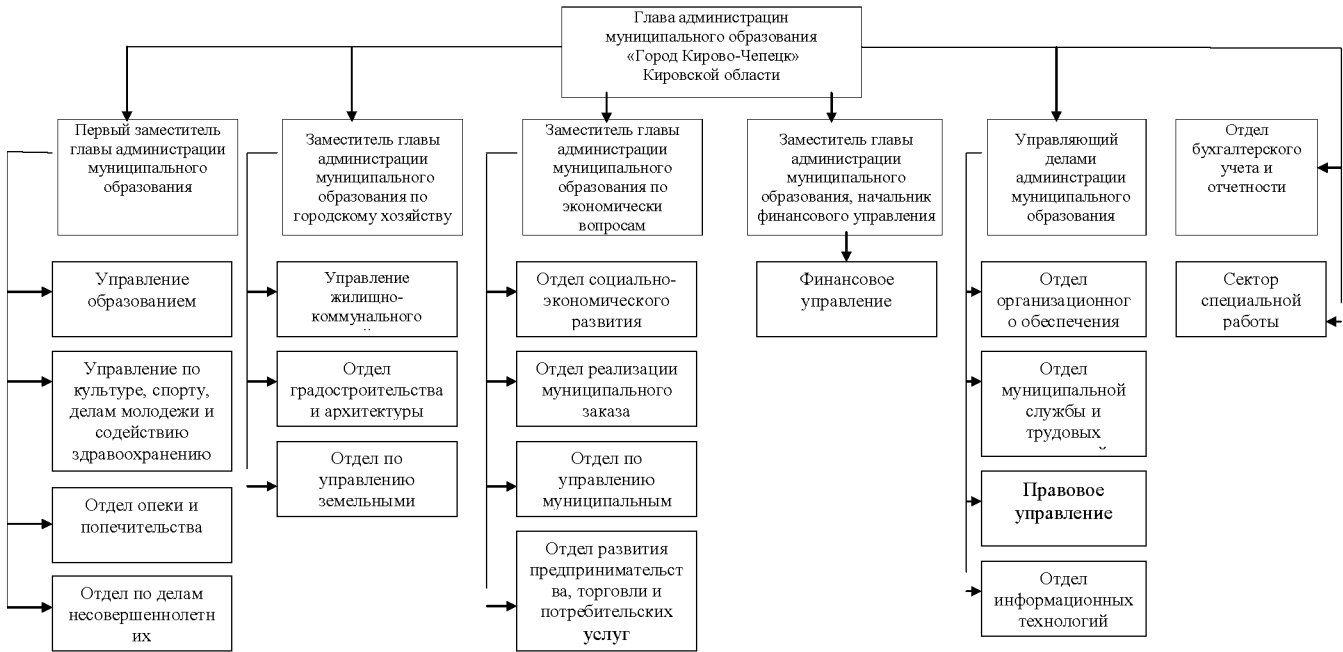 Глава администрацин
муниципального образования
«Город Кирово-Чепецк»
Кировской области
Первый заместитель
главы администрации
муниципального
образования
Заместитель главы
администрации
муниципального
образования по
городскому хозяйству
Заместитель главы
администрации
муниципального
образования по
экономически
вопросам
Заместитель главы
администрации
муниципального
образования, начальник
финансового управления
Управляющий
делами
адмиинстрации
муниципального
образования
Отдел
бухгалтерского
учета и
отчетности
Управление
образованием
Управление
жилищно-
коммунального
Отдел социально-
экономического
развития
Финансовое
управление
Отдел
организационног
о обеспечения
Сектор
специальной
работы
Управление по
культуре, спорту,
делам молодежи и
содействию
здравоохранению
Отдел
градостроительства
и архитектуры
Отдел реализации
муниципального
заказа
Отдел
муниципальной
службы и
трудовых
Отдел опеки и
попечительства
Отдел по
управлению
земельными
Отдел по
управлению
муниципальным
Правовое
управление
Отдел по делам
несовершеннолетн
их
Отдел развития
предпринимательст
ва, торговли и
потребительских
услуг
Отдел
информационных
технологий